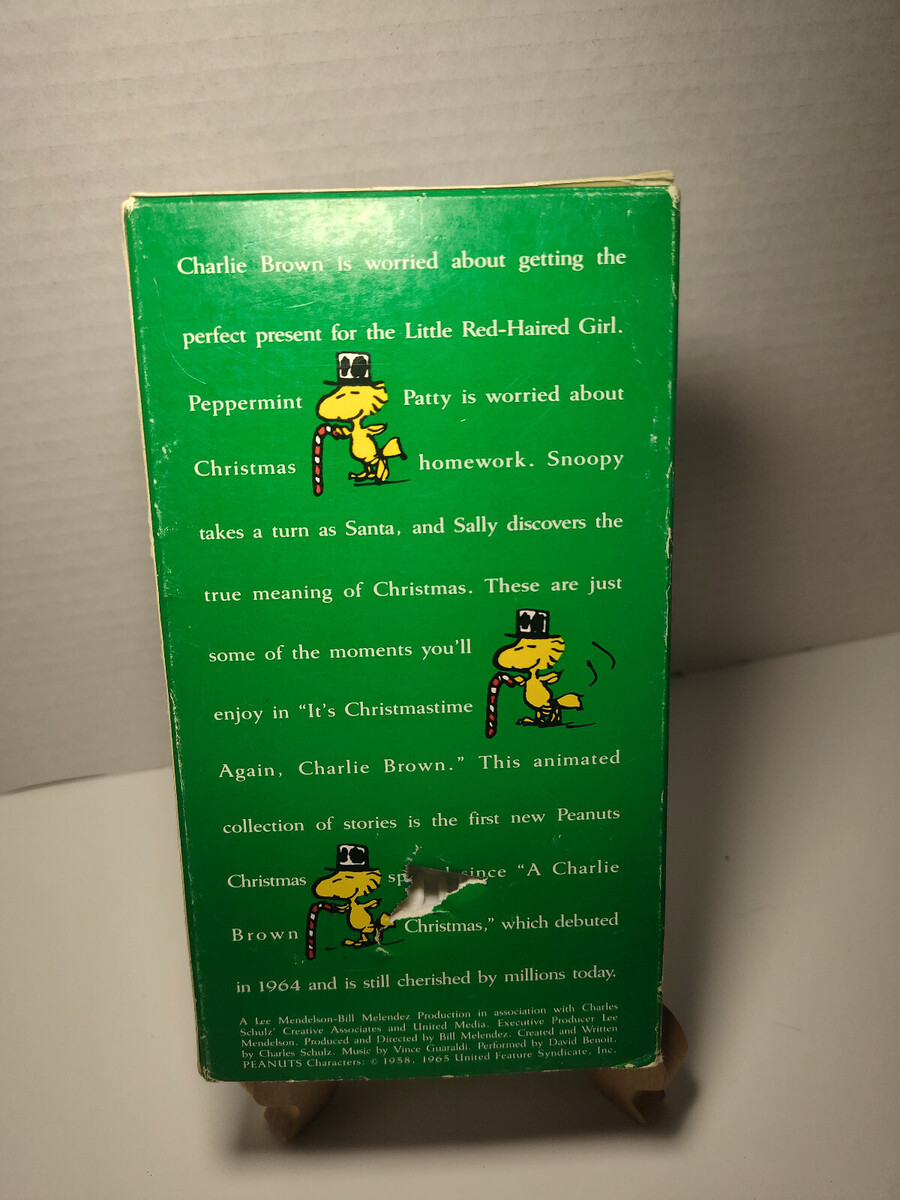 Charlie Brown is worried about getting the
perfect present for the Little Red-Haired Girl.
Peppermint Patty is worried about
Christmas homework. Snoopy
takes a turn as Santa, and Sally discovers the
true meaning of Christmas. These are just
some of the moments you'll
enjoy in “It's Christmastime
Again, Charlie Brown.” This animated
collection of stories is the first new Peanuts
Christmas since “A Charlie
Brown Christmas,” which debuted
in 1964 and is still cherished by millions today.
A Lee Mendelson-Bill Melendez Production in association with Charles
Schulz' Creative Associates and United Media. Executive Producer Lee
Mendelson. Produced and Directed by Bill Melendez. Created and Written
by Charles Schulz. Music by Vince Guaraldi. Performed by David Benoit.
PEANUTS Characters: © 1958, 1965 United Feature Syndicate, Inc.